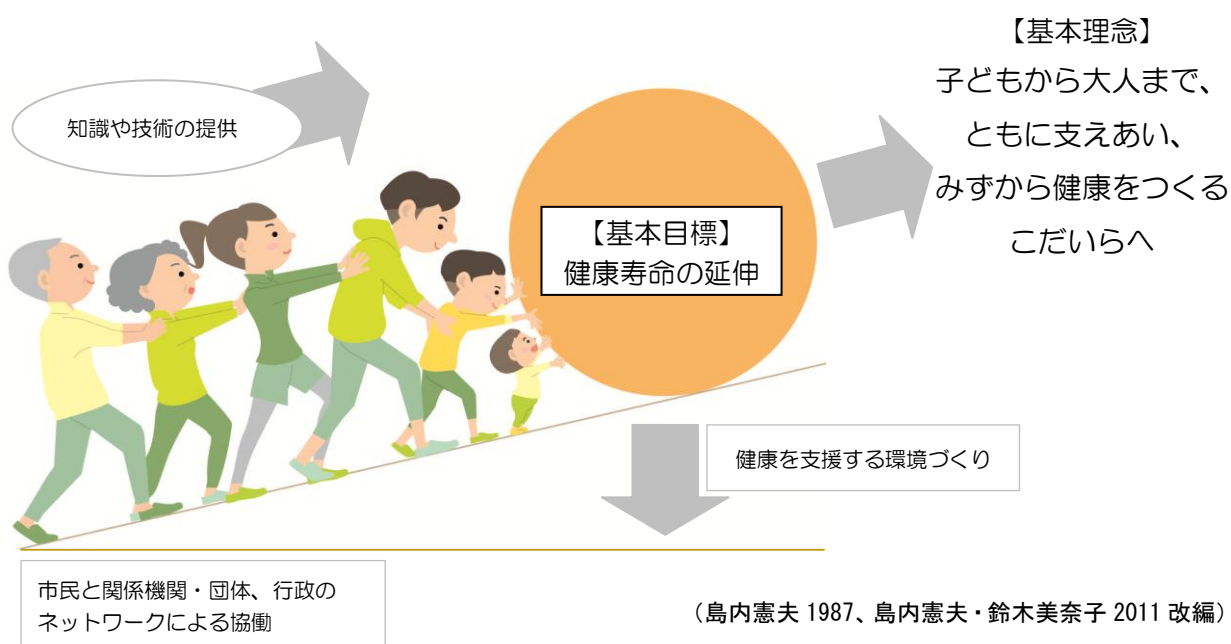 【基本理念】
子どもから大人まで、
ともに支えあい、
みずから健康をつくる
こだいらへ
知識や技術の提供
【基本目標】
健康寿命の延伸
健康を支援する環境づくり
市民と関係機関・団体、行政の
ネットワークによる協働
（島内憲夫 1987、島内憲夫・鈴木美奈子 2011 改編）